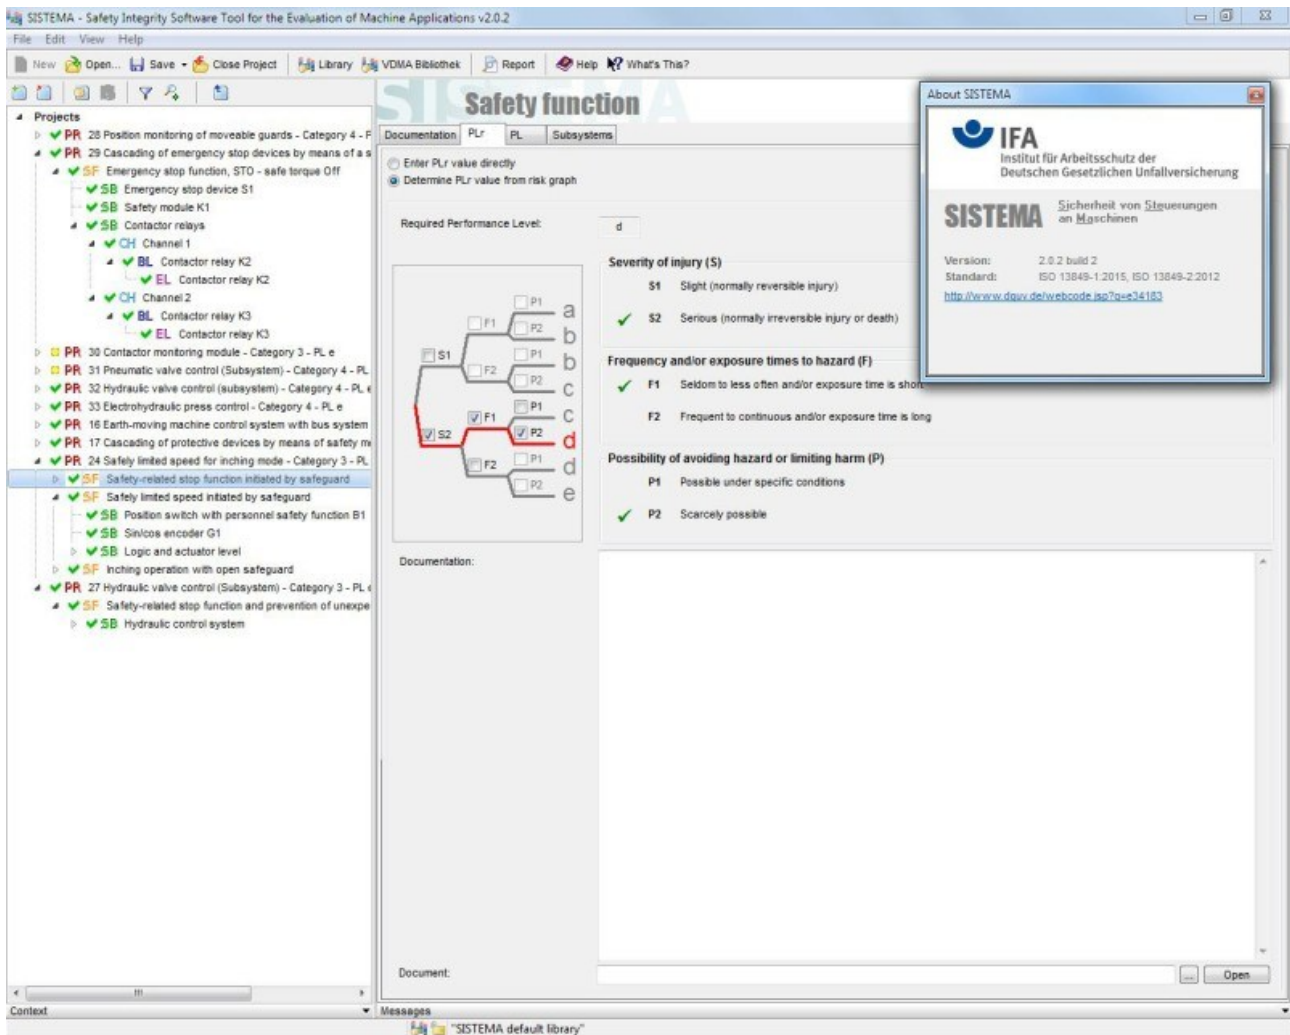 SISTEMA - Safety Integrity Software Tool for the Evaluation of Machine Applications v2.0.2
File Edit View Help
New Open... Save Close Project Library VDMA Bibliothek Report Help What's This?
Projects
PR 28 Position monitoring of moveable guards - Category 4 - P
PR 29 Cascading of emergency stop devices by means of a s
SF Emergency stop function, STO - safe torque Off
SB Emergency stop device S1
SB Safety module K1
SB Contactor relays
CH Channel 1
BL Contactor relay K2
EL Contactor relay K2
CH Channel 2
BL Contactor relay K3
EL Contactor relay K3
PR 30 Contactor monitoring module - Category 3 - PL e
PR 31 Pneumatic valve control (Subsystem) - Category 4 - PL
PR 32 Hydraulic valve control (subsystem) - Category 4 - PL e
PR 33 Electrohydraulic press control - Category 4 - PL e
PR 16 Earth-moving machine control system with bus system
PR 17 Cascading of protective devices by means of safety m
PR 24 Safely limited speed for inching mode - Category 3 - PL
SF Safety-related stop function initiated by safeguard
SF Safely limited speed initiated by safeguard
SB Position switch with personnel safety function B1
SB Sin/cos encoder G1
SB Logic and actuator level
SF Inching operation with open safeguard
PR 27 Hydraulic valve control (Subsystem) - Category 3 - PL
SF Safety-related stop function and prevention of unexpe
SB Hydraulic control system
Context
SISTEMA
Safety function
Documentation PLr PL Subsystems
Enter PLr value directly
Determine PLr value from risk graph
Required Performance Level: d
S1 F1 P1 a
P2 b
F2 P1 b
P2 c
S2 F1 P1 c
P2 d
F2 P1 d
P2 e
Severity of injury (S)
S1 Slight (normally reversible injury)
S2 Serious (normally irreversible injury or death)
Frequency and/or exposure times to hazard (F)
F1 Seldom to less often and/or exposure time is short
F2 Frequent to continuous and/or exposure time is long
Possibility of avoiding hazard or limiting harm (P)
P1 Possible under specific conditions
P2 Scarcely possible
Documentation:
Document: ... Open
Messages
"SISTEMA default library"
About SISTEMA
IFA
Institut für Arbeitsschutz der
Deutschen Gesetzlichen Unfallversicherung
SISTEMA Sicherheit von Steuerungen
an Maschinen
Version: 2.0.2 build 2
Standard: ISO 13849-1:2015, ISO 13849-2:2012
http://www.dguv.de/webcode.jsp?q=e34183